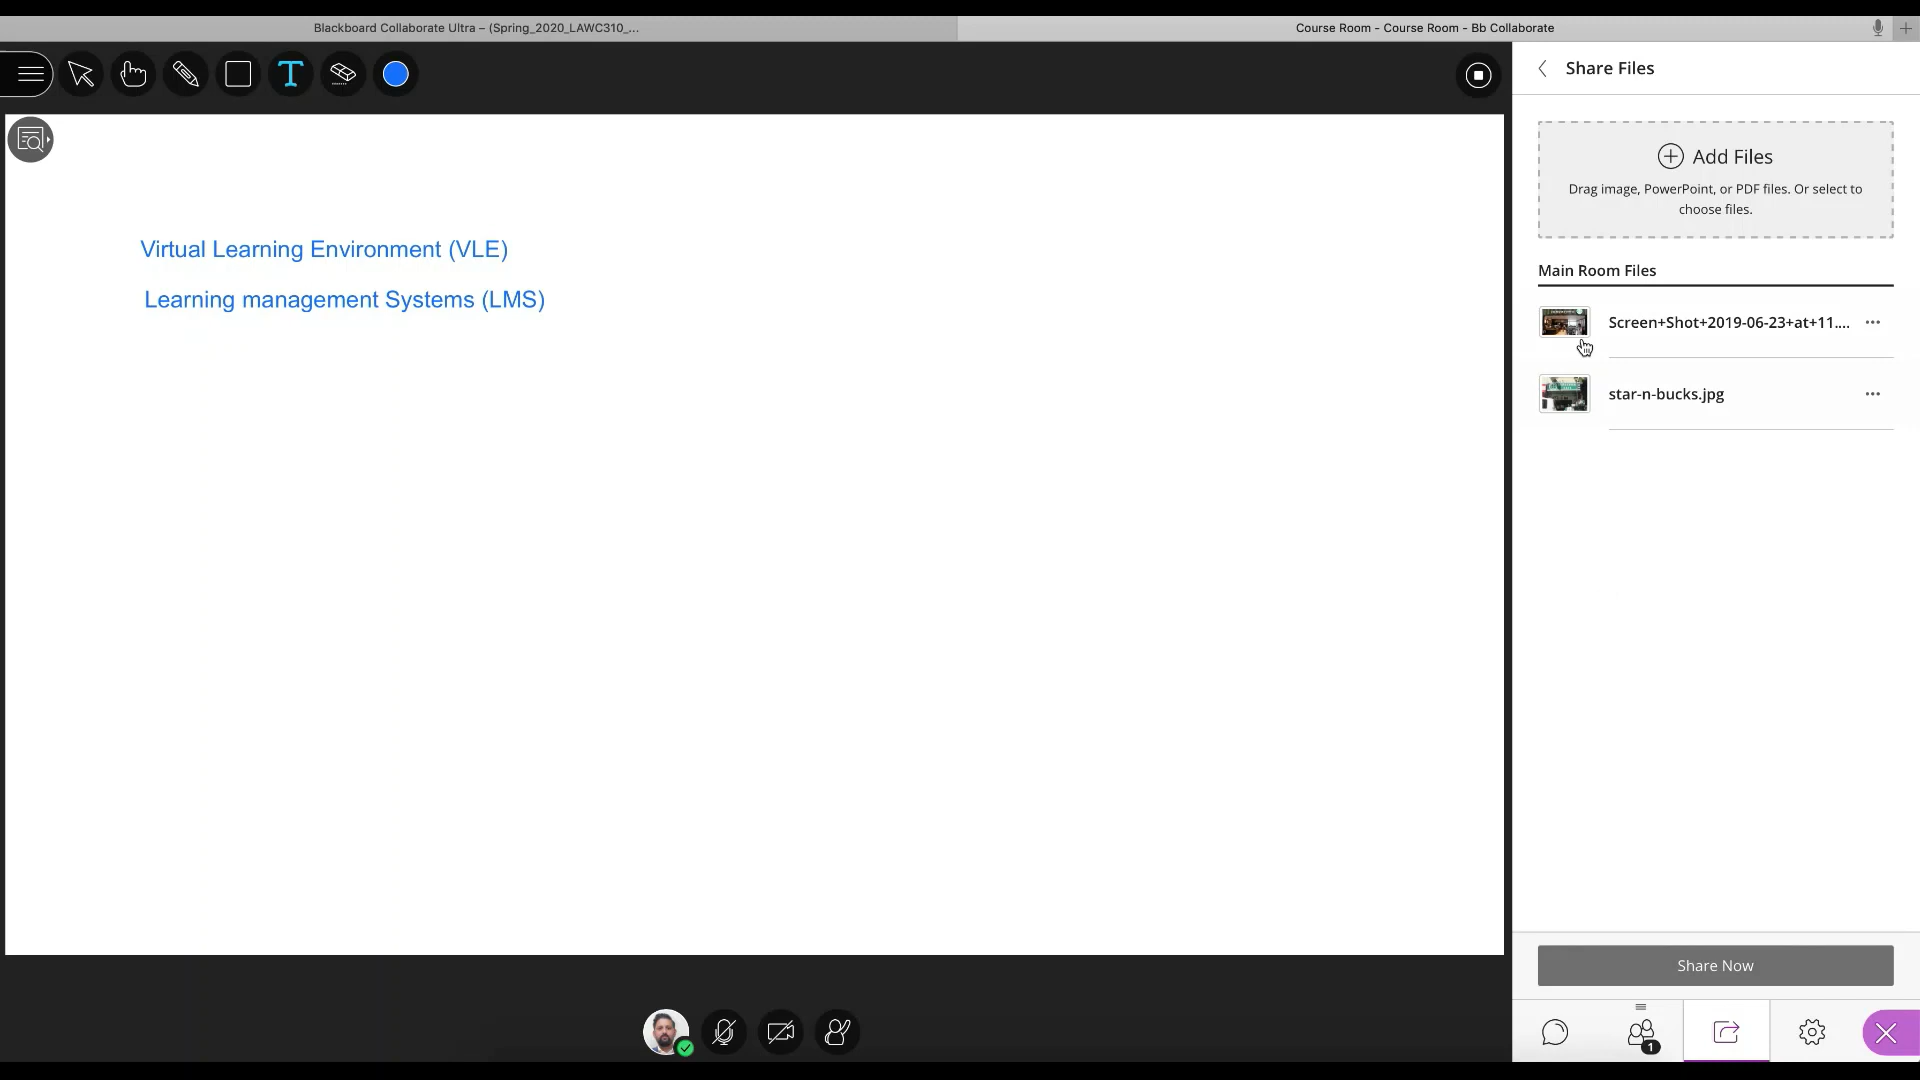 Blackboard Collaborate Ultra – (Spring_2020_LAWC310_...
Course Room - Course Room - Bb Collaborate
Share Files
Add Files
Drag image, PowerPoint, or PDF files. Or select to
choose files.
Virtual Learning Environment (VLE)
Learning management Systems (LMS)
Main Room Files
Screen+Shot+2019-06-23+at+11....
star-n-bucks.jpg
Share Now
1